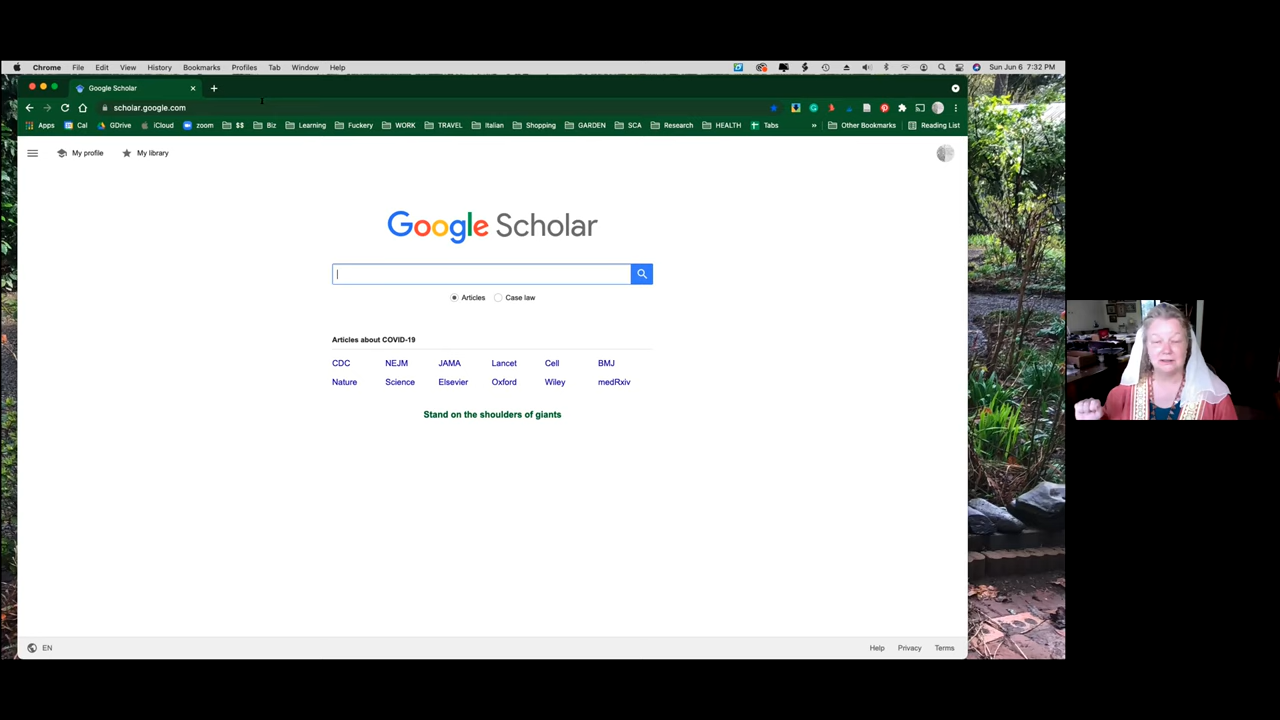 Chrome File Edit View History Bookmarks Profiles Tab Window Help Sun Jun 6 7:32 PM
Google Scholar
scholar.google.com
Apps Cal GDrive iCloud zoom $$ Biz Learning Fuckery WORK TRAVEL Italian Shopping GARDEN SCA Research HEALTH Tabs » Other Bookmarks Reading List
My profile My library
Google Scholar
Articles Case law
Articles about COVID-19
CDC NEJM JAMA Lancet Cell BMJ
Nature Science Elsevier Oxford Wiley medRxiv
Stand on the shoulders of giants
EN Help Privacy Terms